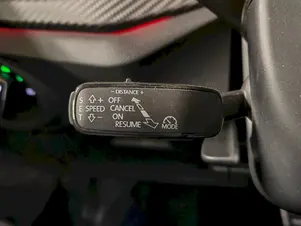 − DISTANCE +
S + OFF
E SPEED CANCEL
T − ON
RESUME MODE